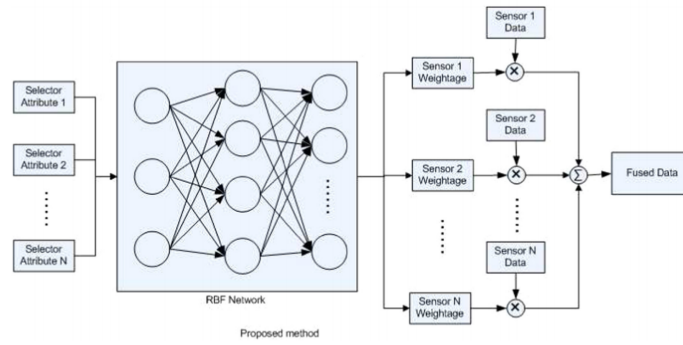 Selector
Attribute 1
Selector
Attribute 2
Selector
Attribute N
RBF Network
Proposed method
Sensor 1
Data
Sensor 1
Weightage
×
Sensor 2
Data
Sensor 2
Weightage
×
Σ
Fused Data
Sensor N
Data
Sensor N
Weightage
×